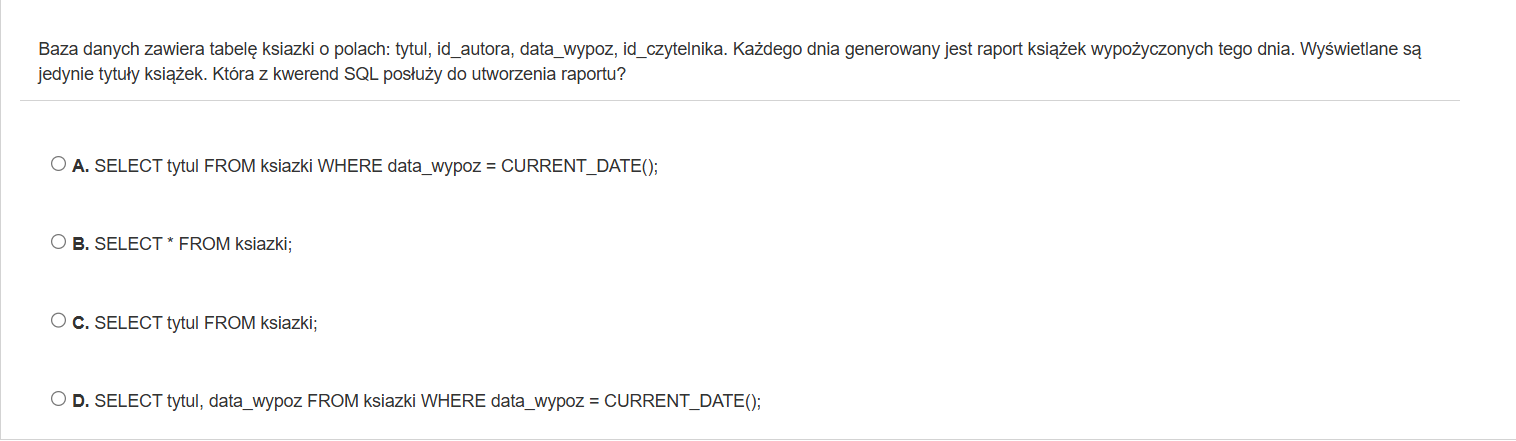 Baza danych zawiera tabelę ksiazki o polach: tytul, id_autora, data_wypoz, id_czytelnika. Każdego dnia generowany jest raport książek wypożyczonych tego dnia. Wyświetlane są
jedynie tytuły książek. Która z kwerend SQL posłuży do utworzenia raportu?
A. SELECT tytul FROM ksiazki WHERE data_wypoz = CURRENT_DATE();
B. SELECT * FROM ksiazki;
C. SELECT tytul FROM ksiazki;
D. SELECT tytul, data_wypoz FROM ksiazki WHERE data_wypoz = CURRENT_DATE();